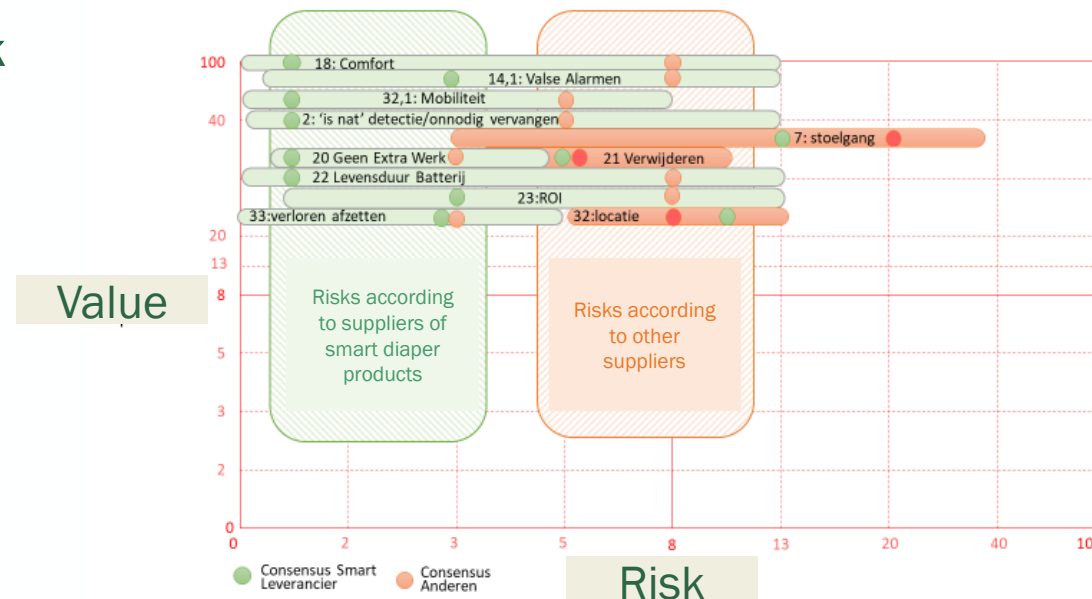 k
100
18: Comfort
14,1: Valse Alarmen
32,1: Mobiliteit
40
2: ‘is nat’ detectie/onnodig vervangen
7: stoelgang
20 Geen Extra Werk
21 Verwijderen
22 Levensduur Batterij
23:ROI
33:verloren afzetten
32:locatie
20
13
Value
8
Risks according
to suppliers of
smart diaper
products
Risks according
to other
suppliers
5
3
2
0
0
2
3
5
8
13
20
40
10
Consensus Smart
Leverancier
Consensus
Anderen
Risk